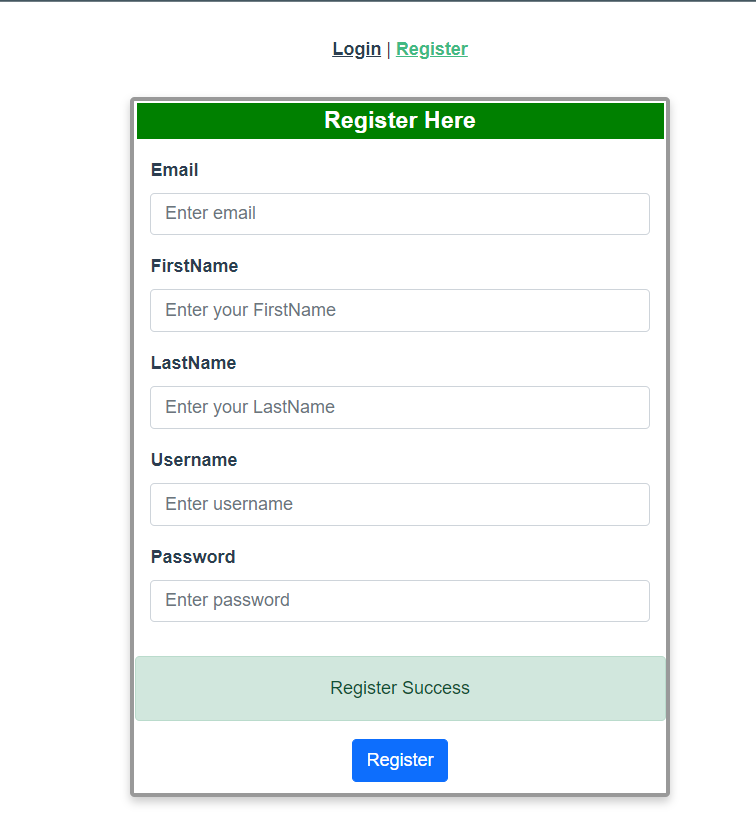 Login | Register
Register Here
Email
Enter email
FirstName
Enter your FirstName
LastName
Enter your LastName
Username
Enter username
Password
Enter password
Register Success
Register